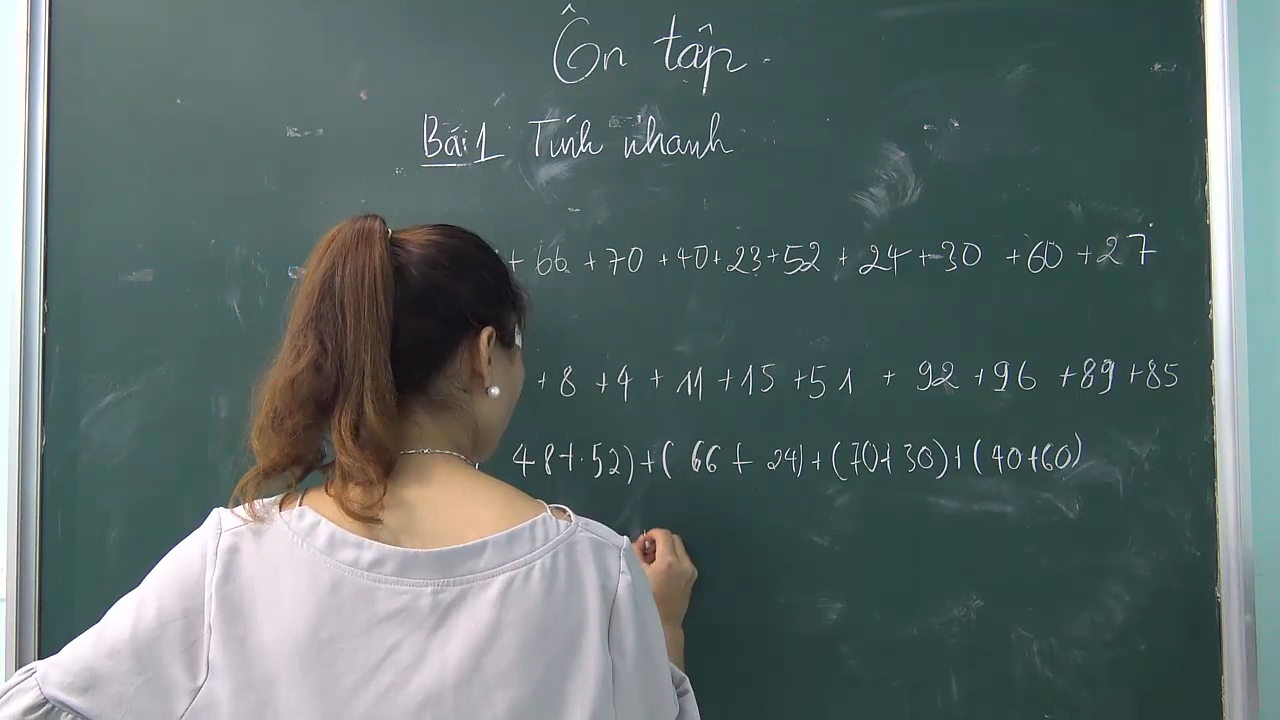 Ôn tập.
Bài 1 Tính nhanh
+ 66 + 70 + 40 + 23 + 52 + 24 + 30 + 60 + 27
+ 8 + 4 + 11 + 15 + 51 + 92 + 96 + 89 + 85
48 + 52) + ( 66 + 24) + (70 + 30) + (40 + 60)